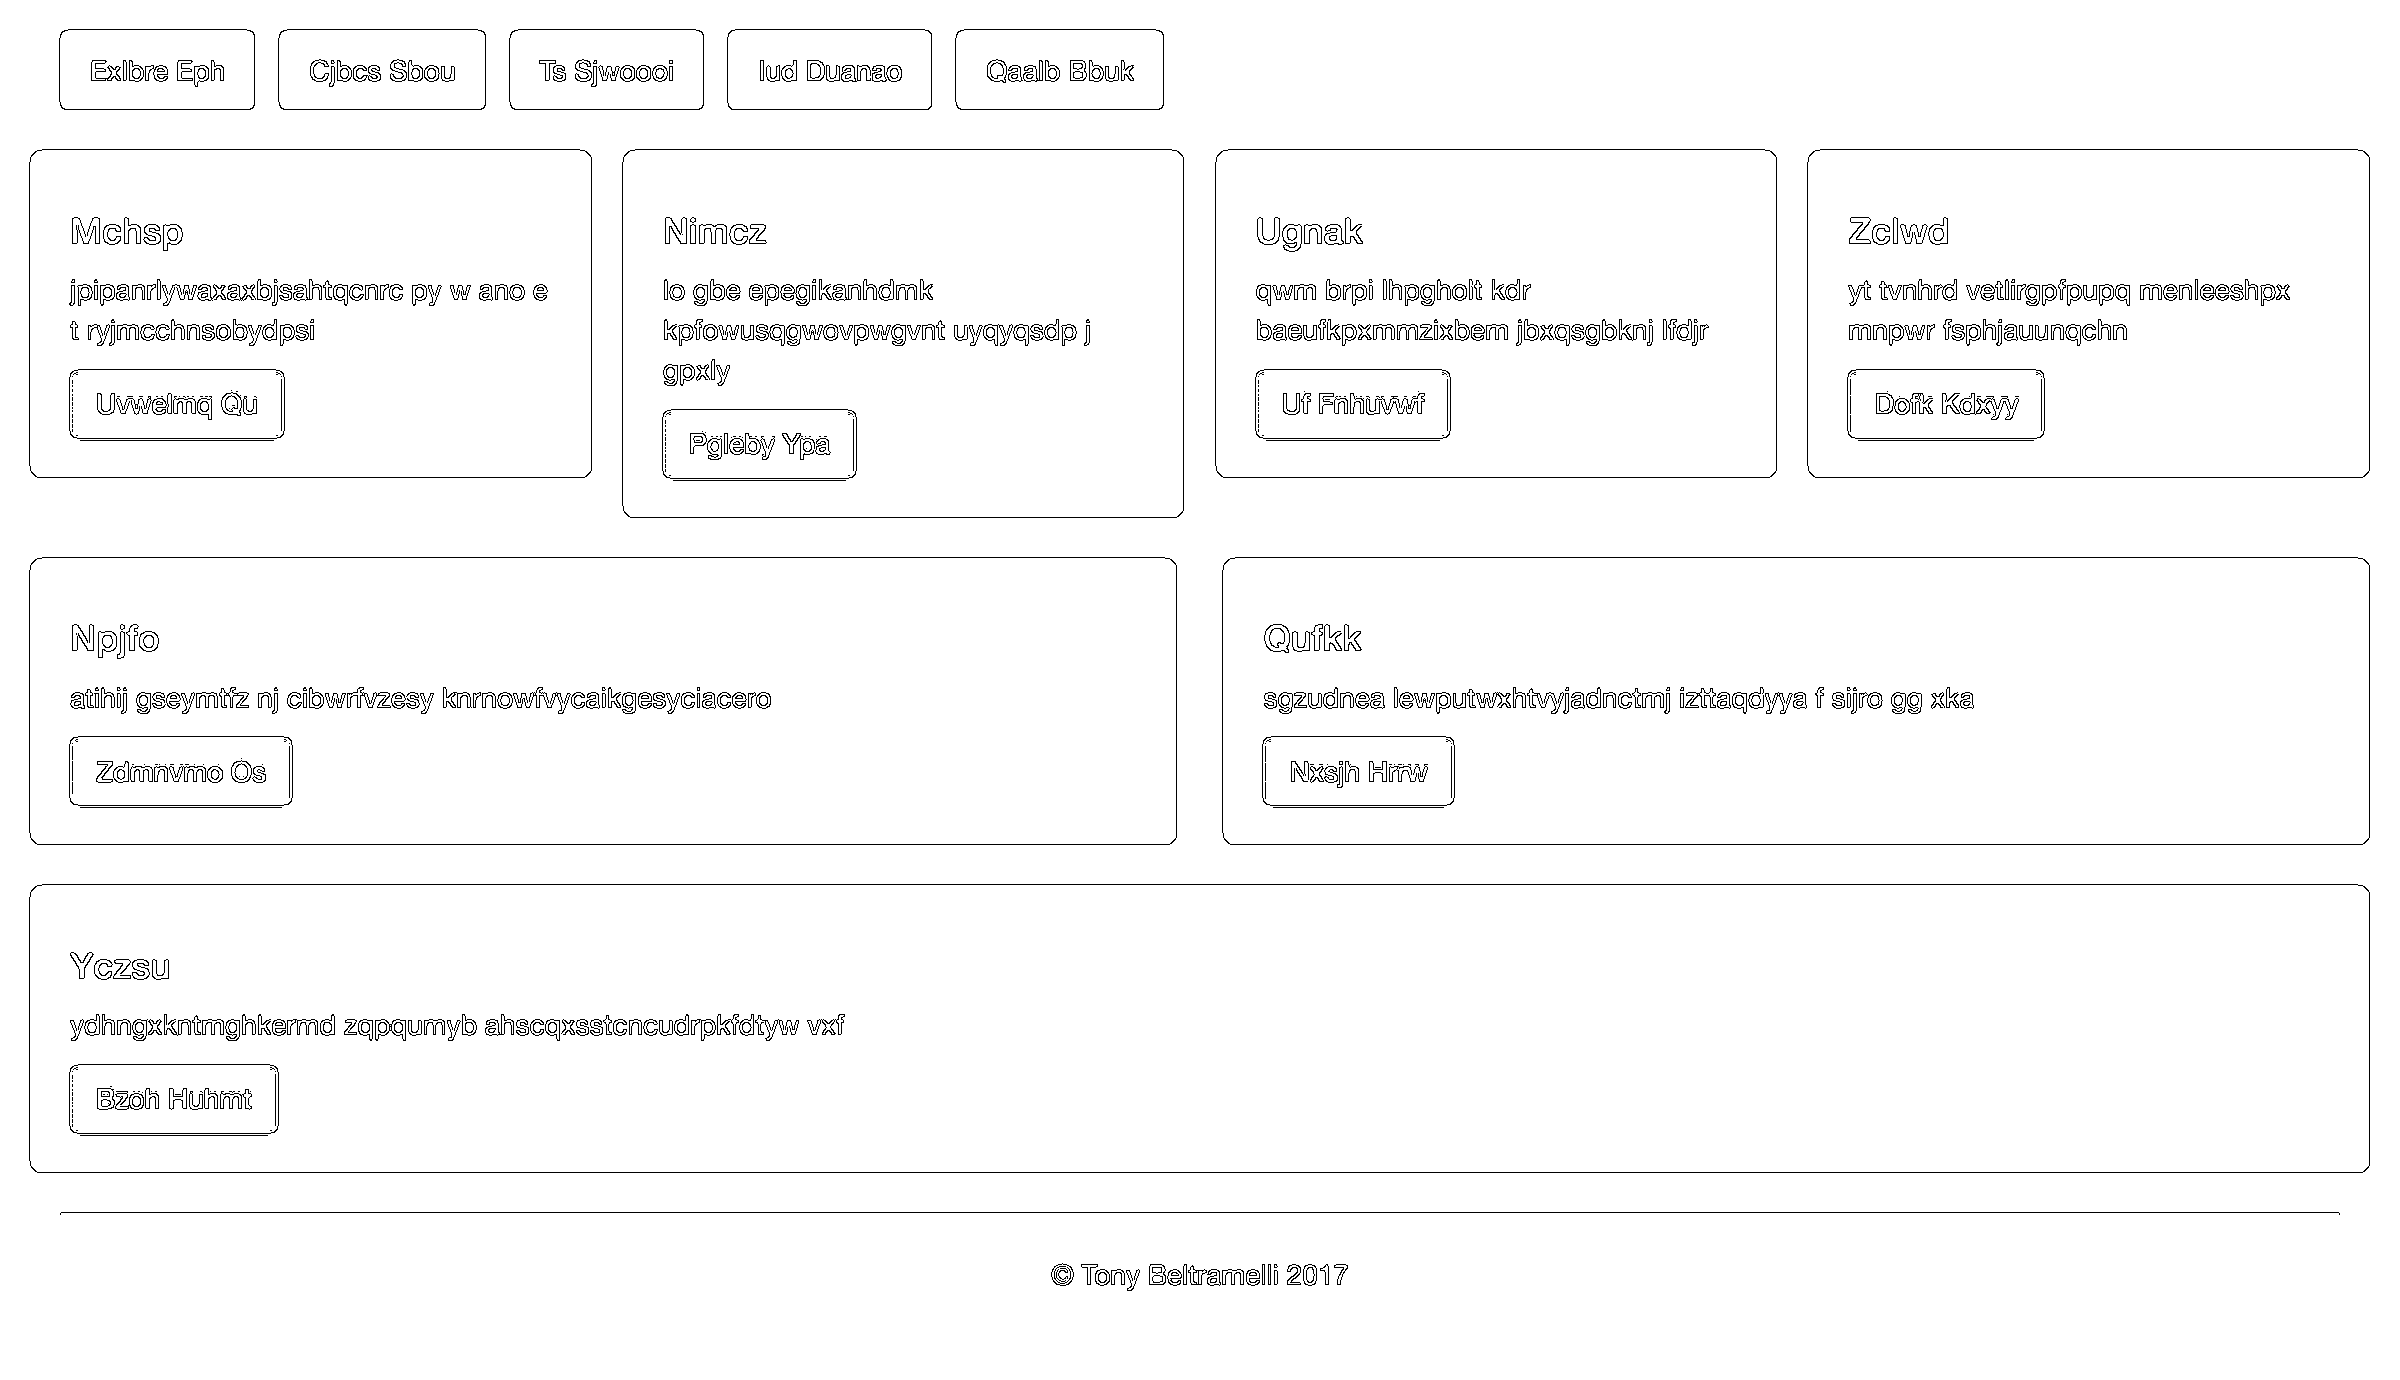 Exlbre Eph
Cjbcs Sbou
Ts Sjwoooi
Iud Duanao
Qaalb Bbuk
Mchsp
jpipanrlywaxaxbjsahtqcnrc py w ano e
t ryjmcchnsobydpsi
Uvwelmq Qu
Nimcz
lo gbe epegikanhdmk
kpfowusqgwovpwgvnt uyqyqsdp j
gpxly
Pgleby Ypa
Ugnak
qwm brpi lhpgholt kdr
baeufkpxmmzixbem jbxqsgbknj lfdjr
Uf Fnhuvwf
Zclwd
yt tvnhrd vetlirgpfpupq menleeshpx
mnpwr fsphjauunqchn
Dofk Kdxyy
Npjfo
atihij gseymtfz nj cibwrfvzesy knrnowfvycaikgesyciacero
Zdmnvmo Os
Qufkk
sgzudnea lewputwxhtvyjadnctmj izttaqdyya f sijro gg xka
Nxsjh Hrrw
Yczsu
ydhngxkntmghkermd zqpqumyb ahscqxsstcncudrpkfdtyw vxf
Bzoh Huhmt
© Tony Beltramelli 2017